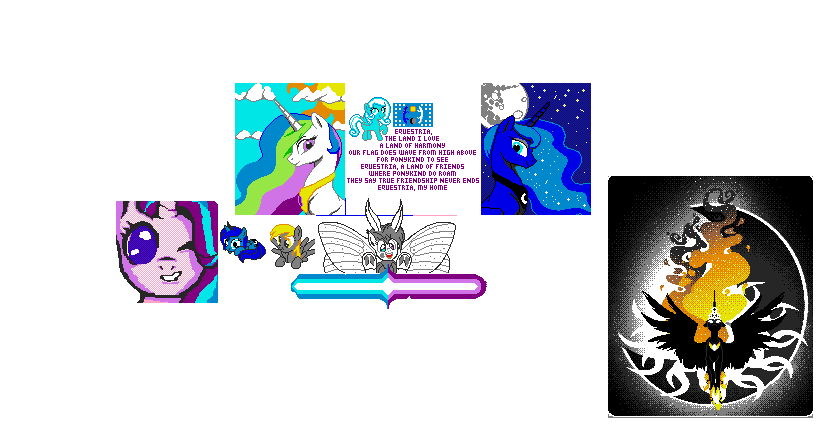 EQUESTRIA,
THE LAND I LOVE
A LAND OF HARMONY
OUR FLAG DOES WAVE FROM HIGH ABOVE
FOR PONYKIND TO SEE
EQUESTRIA, A LAND OF FRIENDS
WHERE PONYKIND DO ROAM
THEY SAY TRUE FRIENDSHIP NEVER ENDS
EQUESTRIA, MY HOME